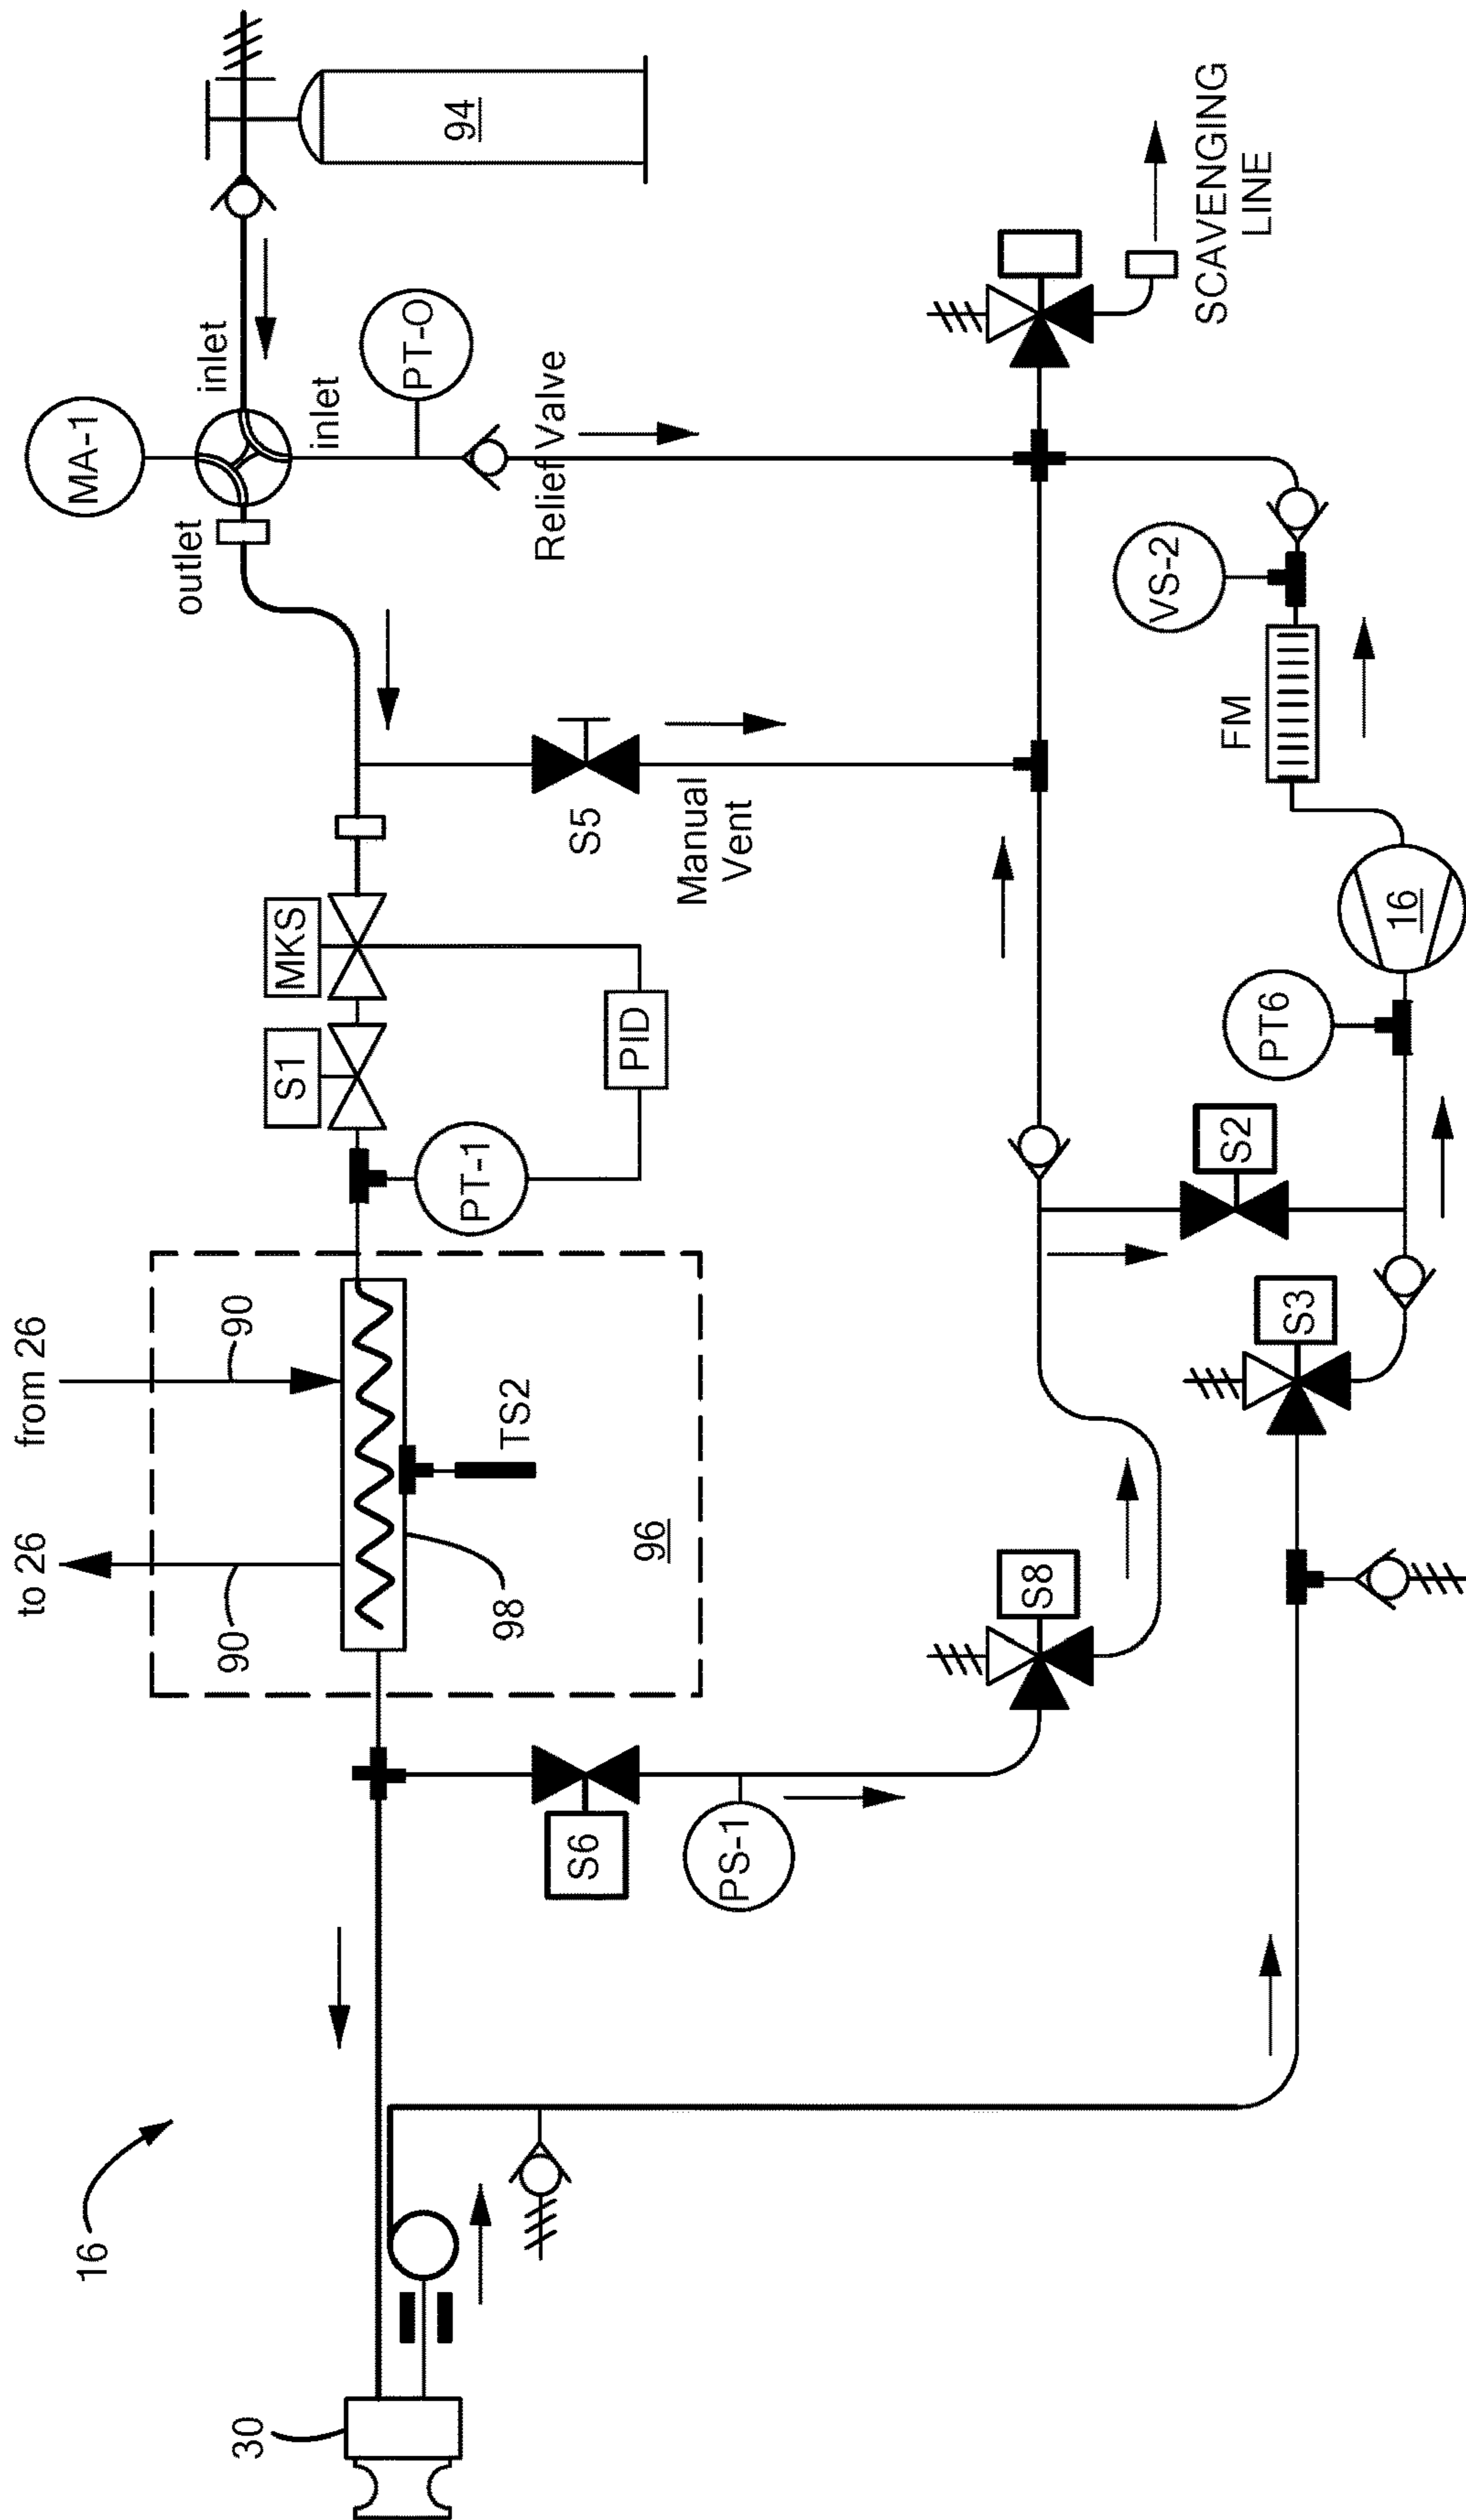 16
30
to 26
from 26
90
90
98
TS2
96
S6
PS-1
S8
S3
S2
PT6
16
FM
VS-2
PT-1
PID
S1
MKS
S5
Manual
Vent
outlet
inlet
inlet
MA-1
PT-O
Relief Valve
94
SCAVENGING
LINE